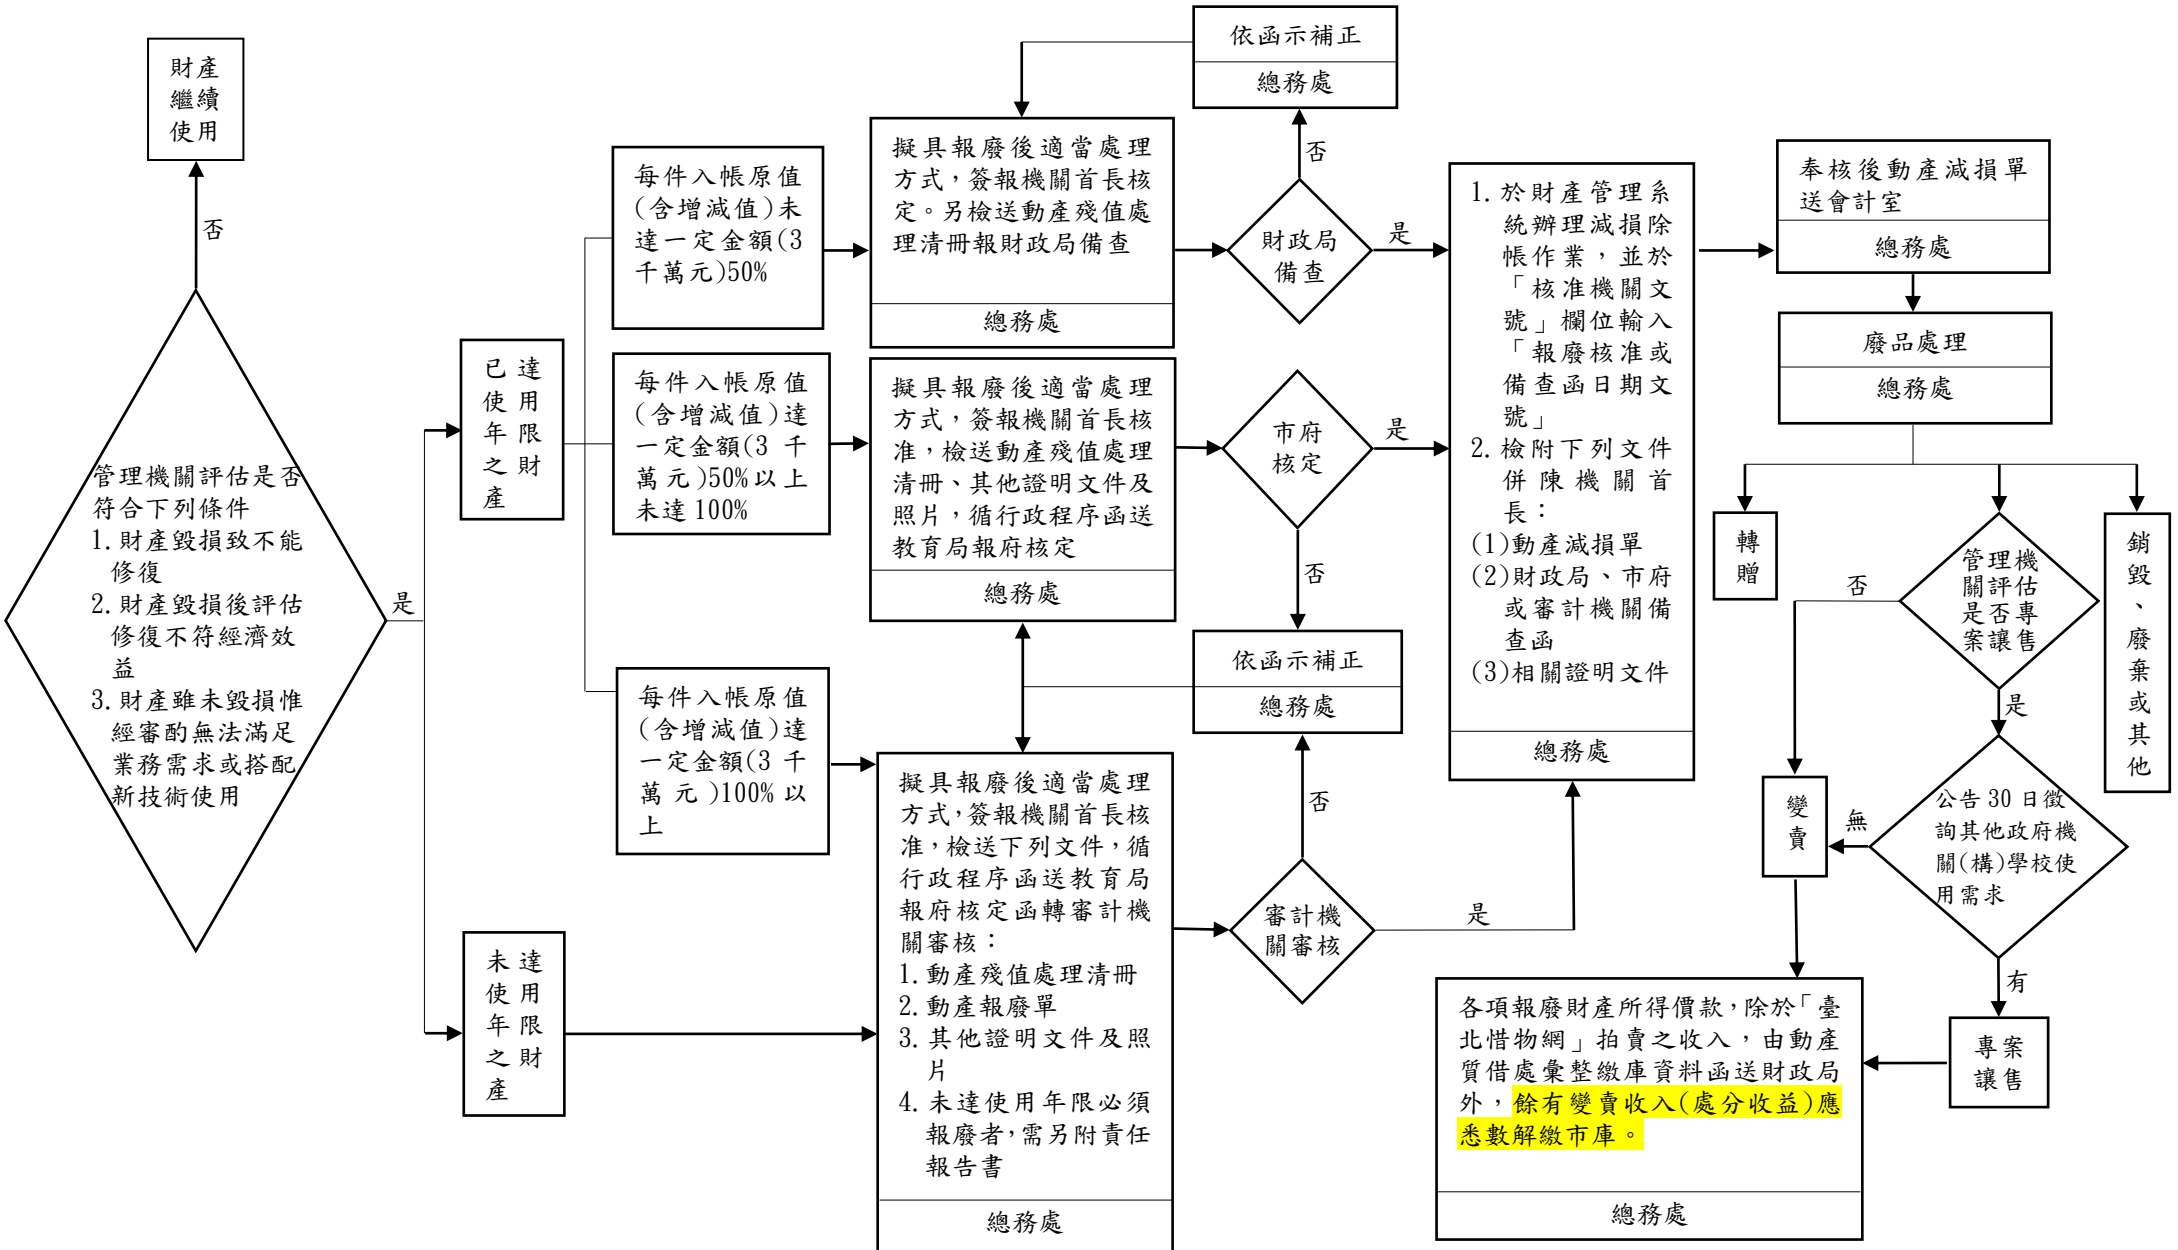 財產
繼續
使用
否
管理機關評估是否
符合下列條件
1.財產毀損致不能
修復
2.財產毀損後評估
修復不符經濟效
益
3.財產雖未毀損惟
經審酌無法滿足
業務需求或搭配
新技術使用
是
已達
使用
年限
之財
產
未達
使用
年限
之財
產
每件入帳原值
(含增減值)未
達一定金額(3
千萬元)50%
每件入帳原值
(含增減值)達
一定金額(3 千
萬元)50%以上
未達100%
每件入帳原值
(含增減值)達
一定金額(3 千
萬元)100%以
上
擬具報廢後適當處理
方式，簽報機關首長核
定。另檢送動產殘值處
理清冊報財政局備查
總務處
擬具報廢後適當處理
方式，簽報機關首長核
准，檢送動產殘值處理
清冊、其他證明文件及
照片，循行政程序函送
教育局報府核定
總務處
擬具報廢後適當處理
方式，簽報機關首長核
准，檢送下列文件，循
行政程序函送教育局
報府核定函轉審計機
關審核：
1.動產殘值處理清冊
2.動產報廢單
3.其他證明文件及照
片
4.未達使用年限必須
報廢者，需另附責任
報告書
總務處
依函示補正
總務處
否
財政局
備查
是
市府
核定
是
否
依函示補正
總務處
否
審計機
關審核
是
1.於財產管理系
統辦理減損除
帳作業，並於
「核准機關文
號」欄位輸入
「報廢核准或
備查函日期文
號」
2.檢附下列文件
併陳機關首
長：
(1)動產減損單
(2)財政局、市府
或審計機關備
查函
(3)相關證明文件
總務處
奉核後動產減損單
送會計室
總務處
廢品處理
總務處
轉
贈
管理機
關評估
是否專
案讓售
否
是
銷
毀
、
廢
棄
或
其
他
變
賣
無
公告30日徵
詢其他政府機
關(構)學校使
用需求
有
專案
讓售
各項報廢財產所得價款，除於「臺
北惜物網」拍賣之收入，由動產
質借處彙整繳庫資料函送財政局
外，餘有變賣收入(處分收益)應
悉數解繳市庫。
總務處